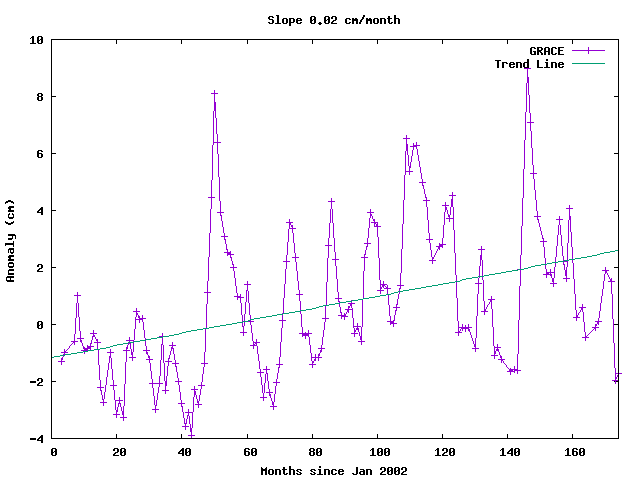 Slope 0.02 cm/month
GRACE
Trend Line
10
8
6
4
2
0
-2
-4
Anomaly (cm)
0 20 40 60 80 100 120 140 160
Months since Jan 2002